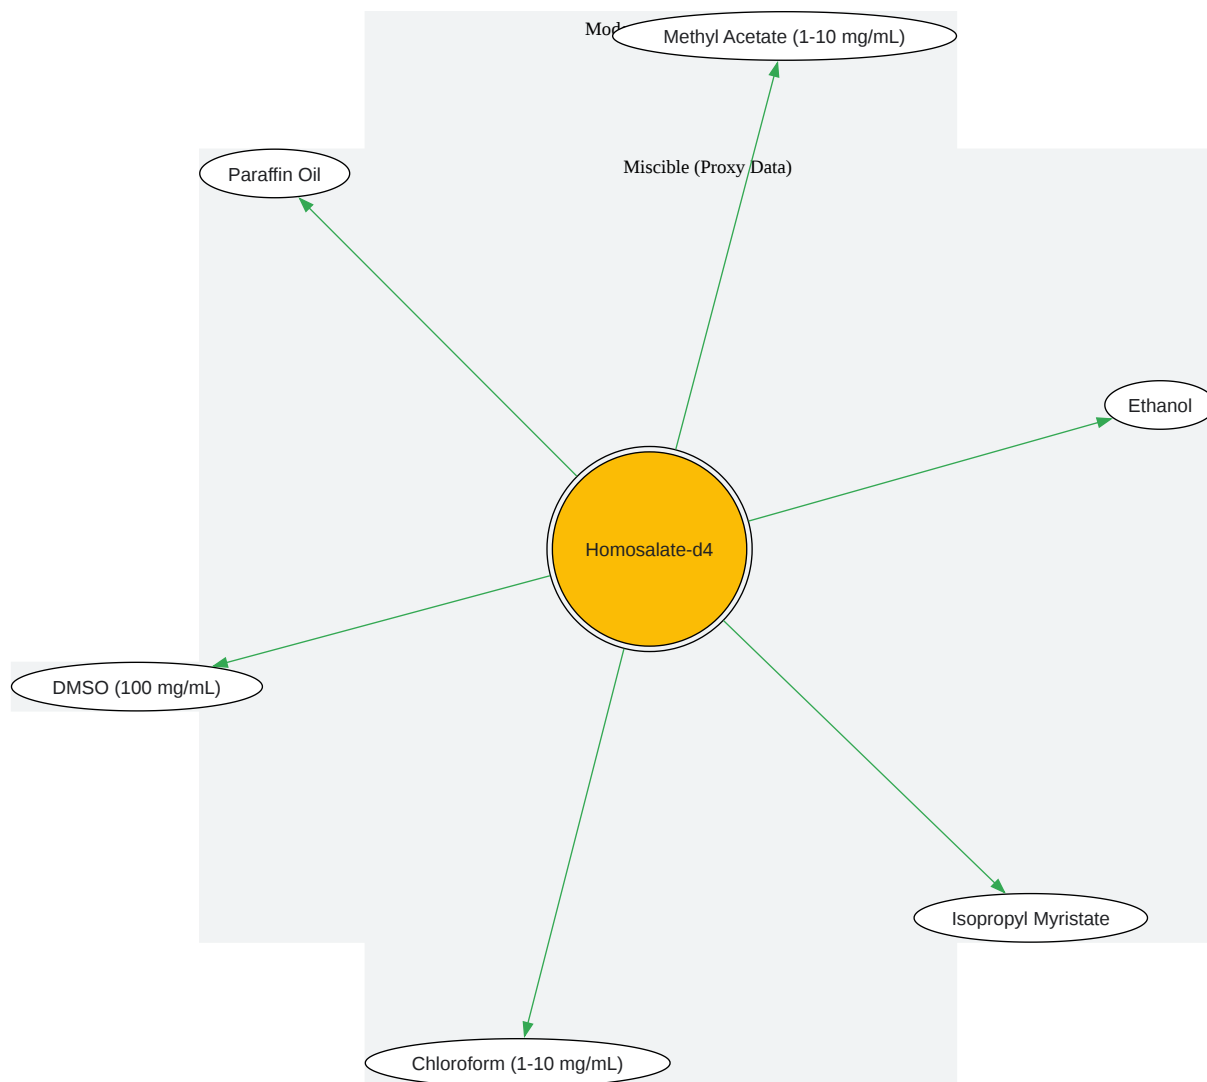 Methyl Acetate (1-10 mg/mL)
Miscible (Proxy Data)
Paraffin Oil
Ethanol
Homosalate-d4
DMSO (100 mg/mL)
Isopropyl Myristate
Chloroform (1-10 mg/mL)